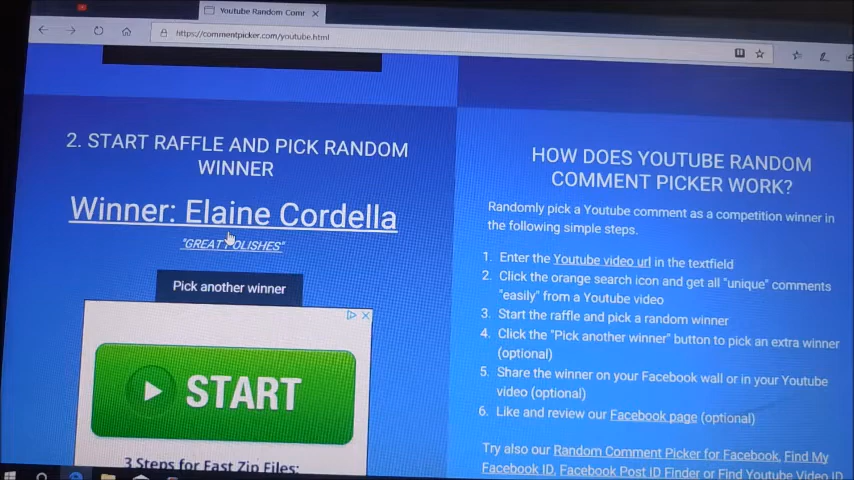 Youtube Random Com
https://commentpicker.com/youtube.html
2. START RAFFLE AND PICK RANDOM
WINNER
Winner: Elaine Cordella
"GREAT POLISHES"
Pick another winner
START
3 Steps for Fast Zip Files:
HOW DOES YOUTUBE RANDOM
COMMENT PICKER WORK?
Randomly pick a Youtube comment as a competition winner in
the following simple steps.
1. Enter the Youtube video url in the textfield
2. Click the orange search icon and get all "unique" comments
"easily" from a Youtube video
3. Start the raffle and pick a random winner
4. Click the "Pick another winner" button to pick an extra winner
(optional)
5. Share the winner on your Facebook wall or in your Youtube
video (optional)
6. Like and review our Facebook page (optional)
Try also our Random Comment Picker for Facebook, Find My
Facebook ID, Facebook Post ID Finder or Find Youtube Video ID